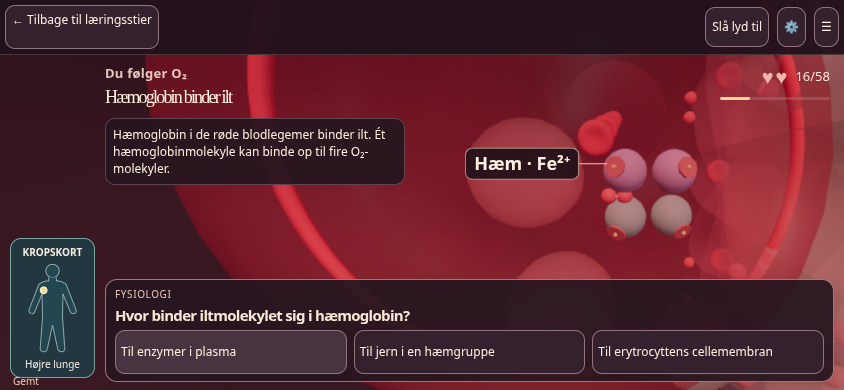 ← Tilbage til læringsstier
Slå lyd til
⚙️
☰
Du følger O₂
Hæmoglobin binder ilt
♥♥ 16/58
Hæmoglobin i de røde blodlegemer binder ilt. Ét
hæmoglobinmolekyle kan binde op til fire O₂-
molekyler.
Hæm · Fe²⁺
KROPSKORT
Højre lunge
Gemt
FYSIOLOGI
Hvor binder iltmolekylet sig i hæmoglobin?
Til enzymer i plasma
Til jern i en hæmgruppe
Til erytrocyttens cellemembran